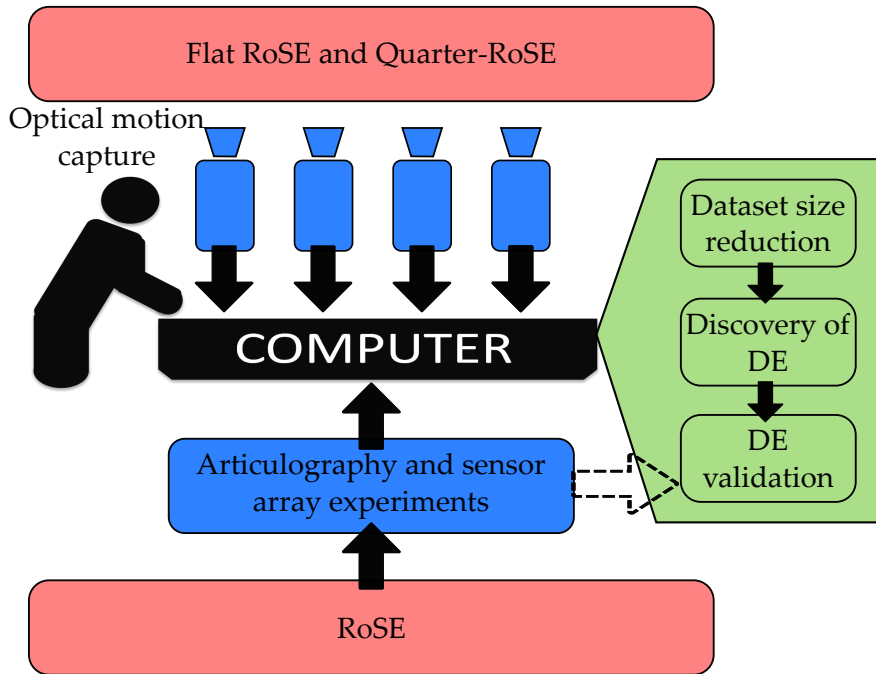 Flat RoSE and Quarter-RoSE
Optical motion
capture
Dataset size
reduction
Discovery of
DE
DE
validation
COMPUTER
Articulography and sensor
array experiments
RoSE